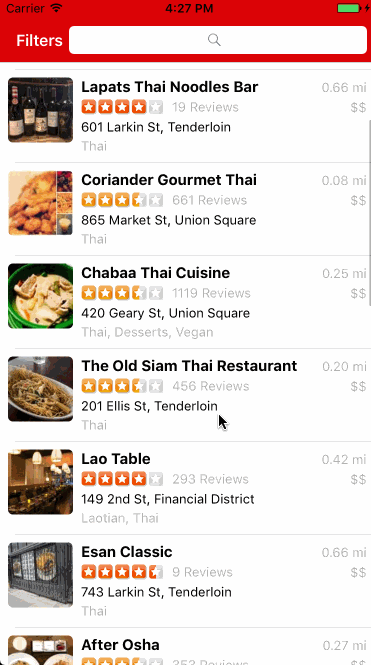 Carrier
4:27 PM
Filters
Lapats Thai Noodles Bar
0.66 mi
19 Reviews
$$
601 Larkin St, Tenderloin
Thai
Coriander Gourmet Thai
0.08 mi
661 Reviews
$$
865 Market St, Union Square
Thai
Chabaa Thai Cuisine
0.25 mi
1119 Reviews
$$
420 Geary St, Union Square
Thai, Desserts, Vegan
The Old Siam Thai Restaurant
0.20 mi
456 Reviews
$$
201 Ellis St, Tenderloin
Thai
Lao Table
0.42 mi
293 Reviews
$$
149 2nd St, Financial District
Laotian, Thai
Esan Classic
0.66 mi
9 Reviews
$$
743 Larkin St, Tenderloin
Thai
After Osha
0.27 mi
353 Reviews
$$